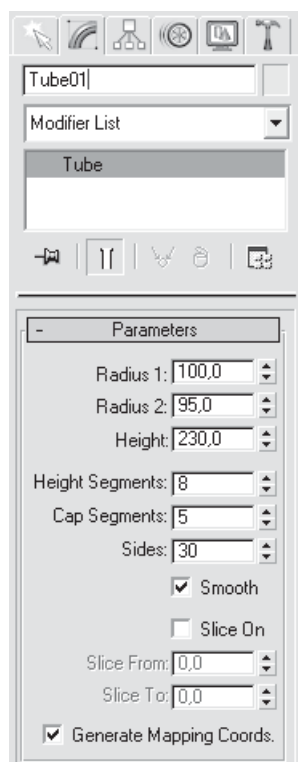 Tube01
Modifier List
Tube
- Parameters
Radius 1: 100,0
Radius 2: 95,0
Height: 230,0
Height Segments: 8
Cap Segments: 5
Sides: 30
Smooth
Slice On
Slice From: 0,0
Slice To: 0,0
Generate Mapping Coords.